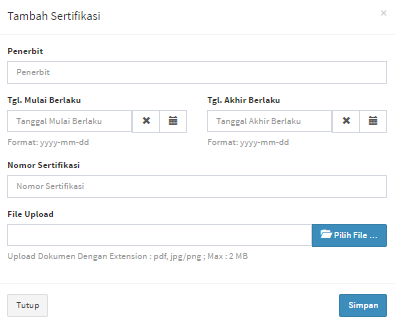 Tambah Sertifikasi ×
Penerbit
Penerbit
Tgl. Mulai Berlaku Tgl. Akhir Berlaku
Tanggal Mulai Berlaku Tanggal Akhir Berlaku
Format: yyyy-mm-dd Format: yyyy-mm-dd
Nomor Sertifikasi
Nomor Sertifikasi
File Upload
Pilih File ...
Upload Dokumen Dengan Extension : pdf, jpg/png ; Max : 2 MB
Tutup Simpan